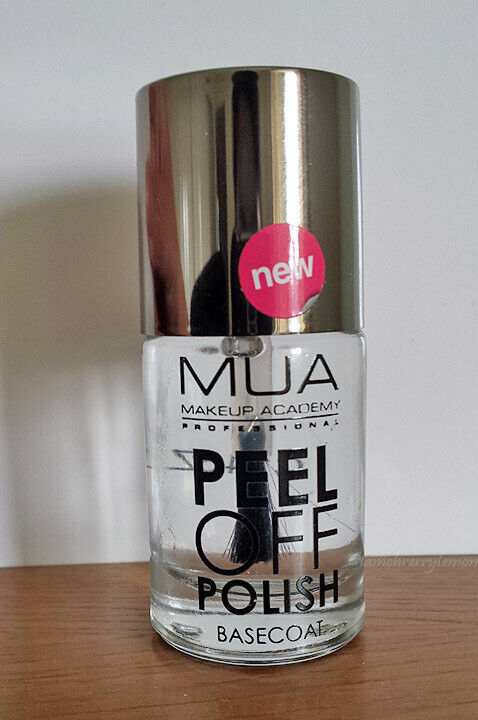 new
MUA
MAKEUP ACADEMY
PROFESSIONAL
PEEL
OFF
POLISH
BASECOAT